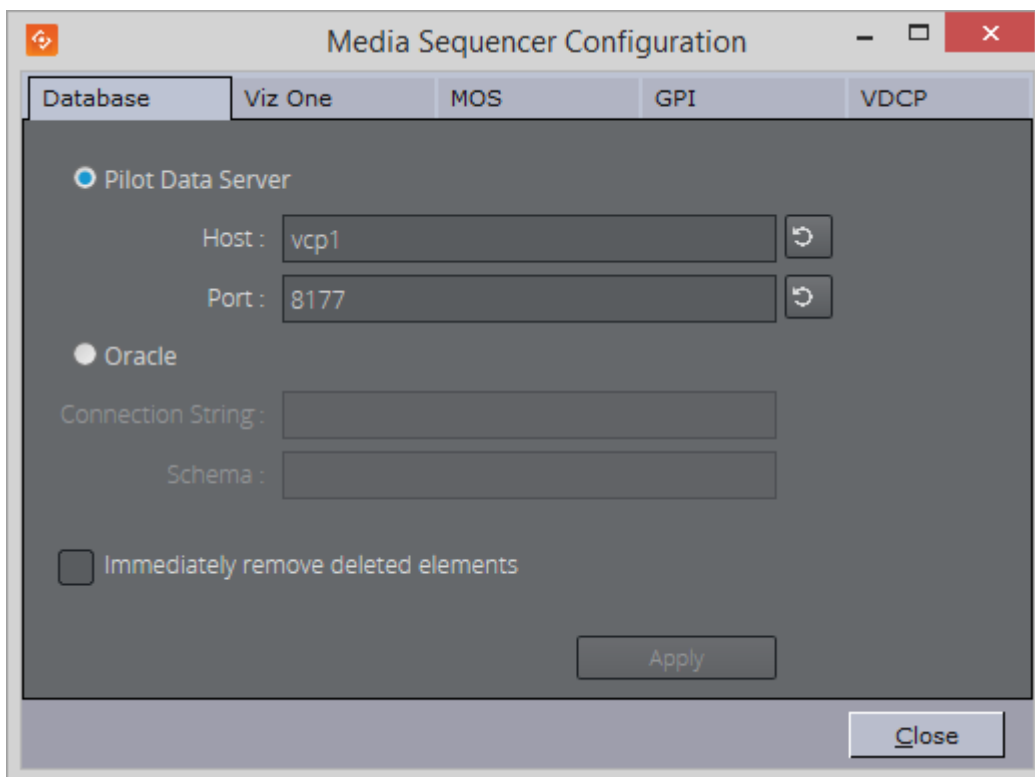 Media Sequencer Configuration
Database Viz One MOS GPI VDCP
Pilot Data Server
Host : vcp1
Port : 8177
Oracle
Connection String :
Schema :
Immediately remove deleted elements
Apply
Close